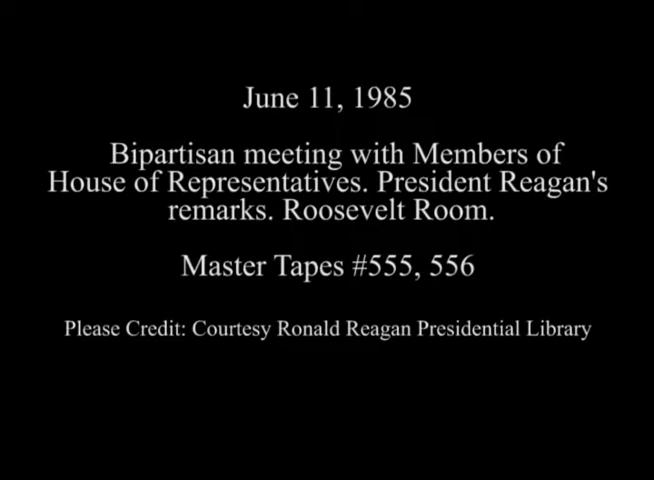 June 11, 1985
Bipartisan meeting with Members of
House of Representatives. President Reagan's
remarks. Roosevelt Room.
Master Tapes #555, 556
Please Credit: Courtesy Ronald Reagan Presidential Library